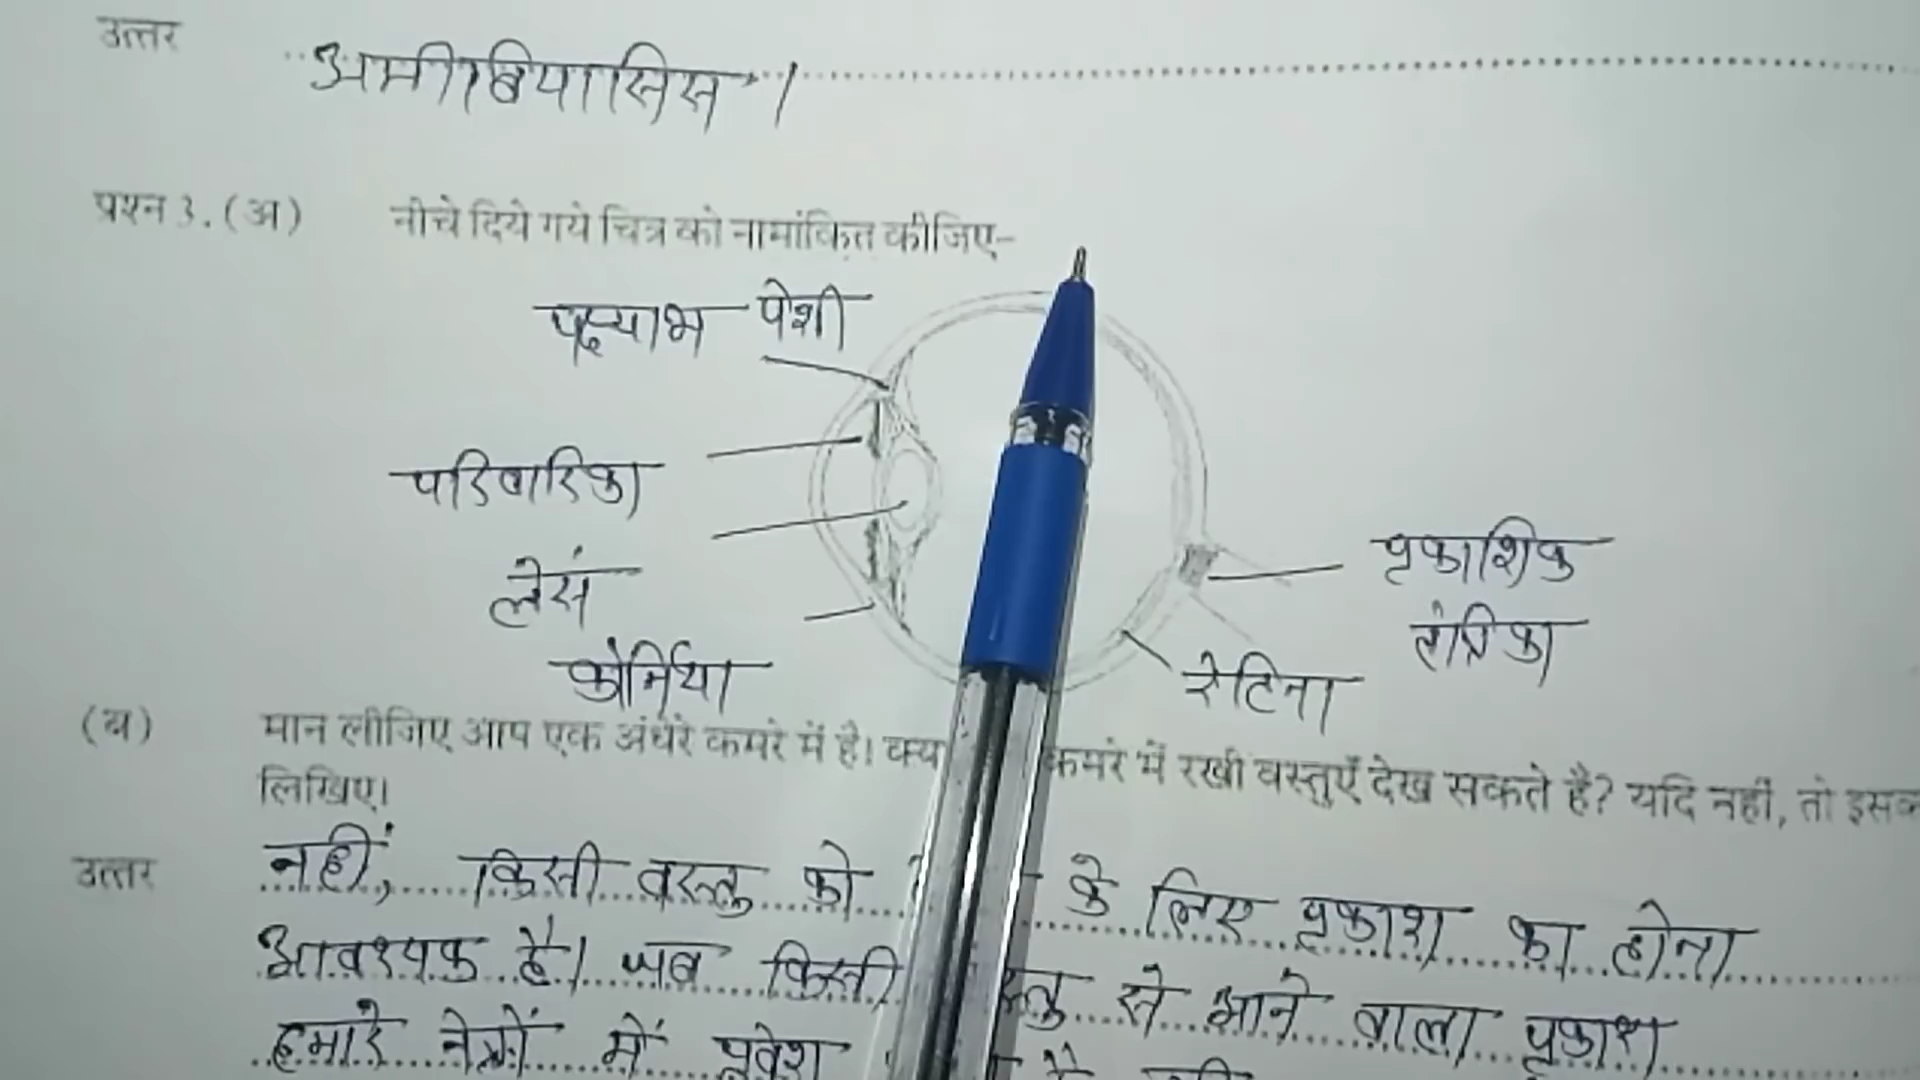 उत्तर
अमीबियासिस ।
प्रश्न 3. (अ) नीचे दिये गये चित्र को नामांकित कीजिए-
पक्ष्याभ पेशी
परितारिका
लेसं
कोर्निया
प्रकाशिक
तंत्रिका
रेटिना
(ब) मान लीजिए आप एक अंधेरे कमरे में है। क्या कमरे में रखी वस्तुएँ देख सकते है? यदि नहीं, तो
लिखिए।
उत्तर नहीं, किसी वस्तु को के लिए प्रकाश का होना
आवश्यक है। जब किसी से आने वाला प्रकाश
हमारे नेत्रों में प्रवेश